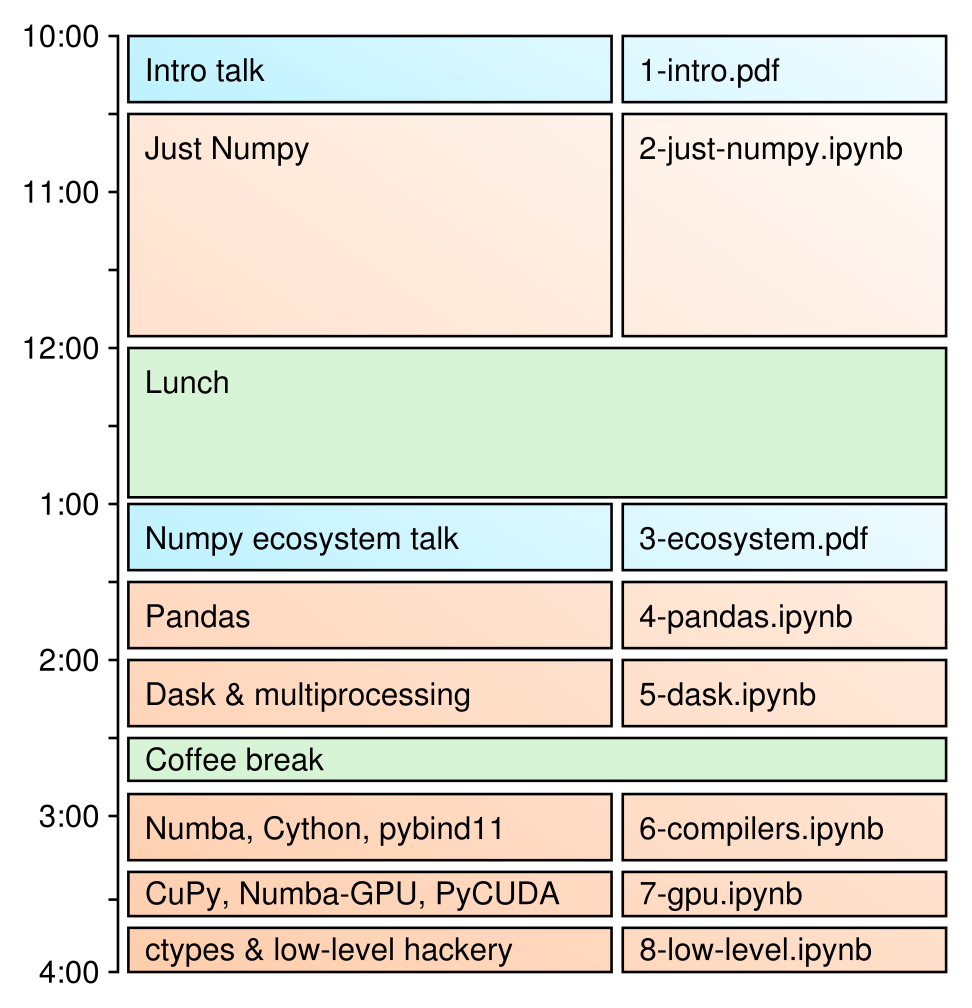 10:00
Intro talk 1-intro.pdf
Just Numpy 2-just-numpy.ipynb
11:00
12:00
Lunch
1:00
Numpy ecosystem talk 3-ecosystem.pdf
Pandas 4-pandas.ipynb
2:00
Dask & multiprocessing 5-dask.ipynb
Coffee break
3:00
Numba, Cython, pybind11 6-compilers.ipynb
CuPy, Numba-GPU, PyCUDA 7-gpu.ipynb
ctypes & low-level hackery 8-low-level.ipynb
4:00